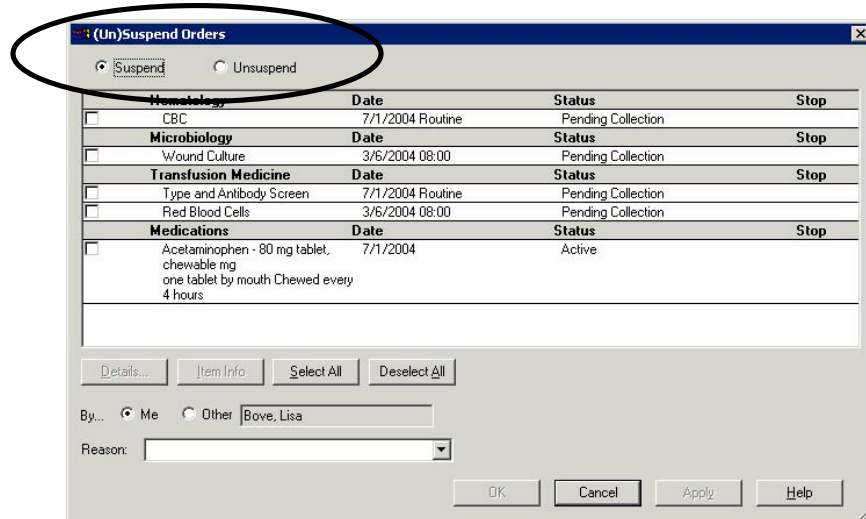 (Un)Suspend Orders
Suspend Unsuspend
Hematology Date Status Stop
CBC 7/1/2004 Routine Pending Collection
Microbiology Date Status Stop
Wound Culture 3/6/2004 08:00 Pending Collection
Transfusion Medicine Date Status Stop
Type and Antibody Screen 7/1/2004 Routine Pending Collection
Red Blood Cells 3/6/2004 08:00 Pending Collection
Medications Date Status Stop
Acetaminophen - 80 mg tablet, 7/1/2004 Active
chewable mg
one tablet by mouth Chewed every
4 hours
Details... Item Info Select All Deselect All
By... Me Other Bove, Lisa
Reason:
OK Cancel Apply Help